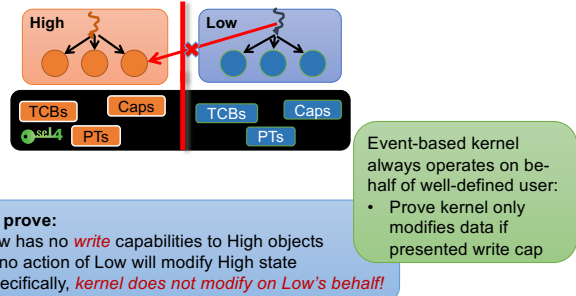 High
Low
TCBs
Caps
seL4
PTs
TCBs
Caps
PTs
Event-based kernel
always operates on be-
half of well-defined user:
• Prove kernel only
modifies data if
presented write cap
prove:
has no write capabilities to High objects
no action of Low will modify High state
kernel does not modify on Low's behalf!